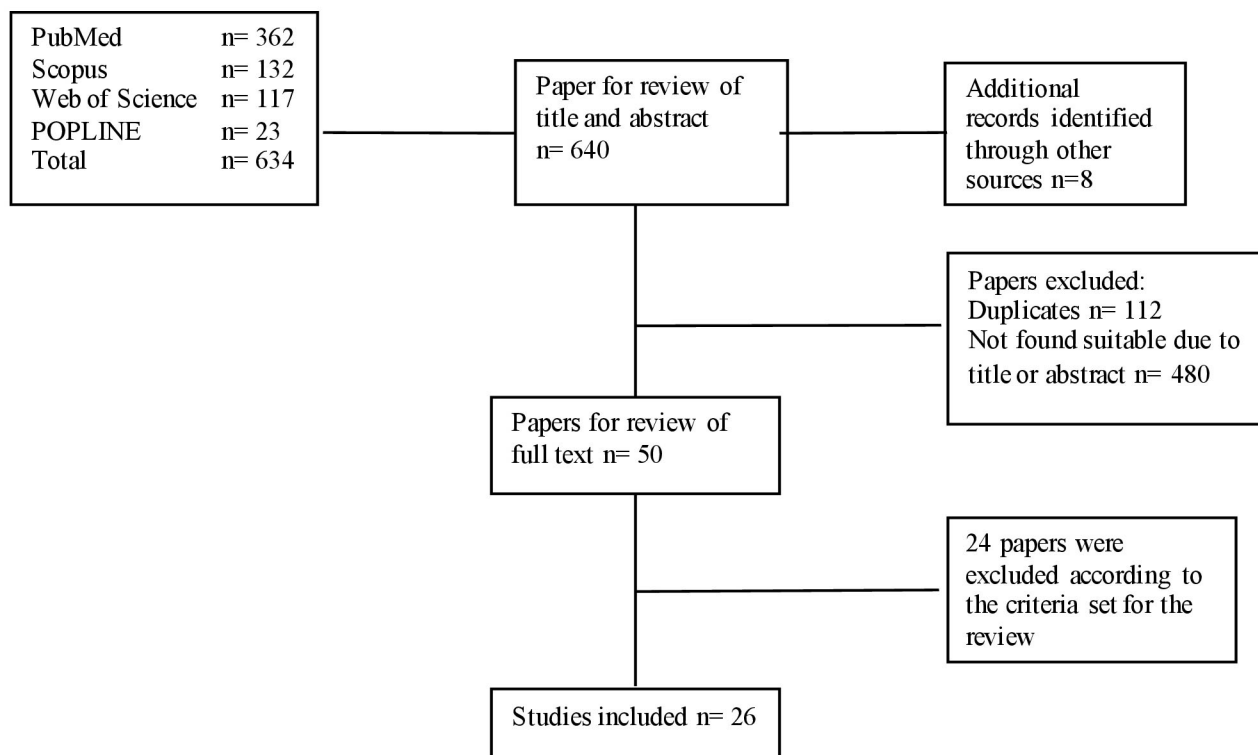 PubMed n= 362
Scopus n= 132
Web of Science n= 117
POPLINE n= 23
Total n= 634
Paper for review of
title and abstract
n= 640
Additional
records identified
through other
sources n=8
Papers excluded:
Duplicates n= 112
Not found suitable due to
title or abstract n= 480
Papers for review of
full text n= 50
24 papers were
excluded according to
the criteria set for the
review
Studies included n= 26